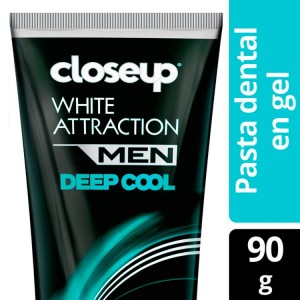 closeup®
WHITE
ATTRACTION
MEN
DEEP COOL
Pasta dental
en gel
90
g